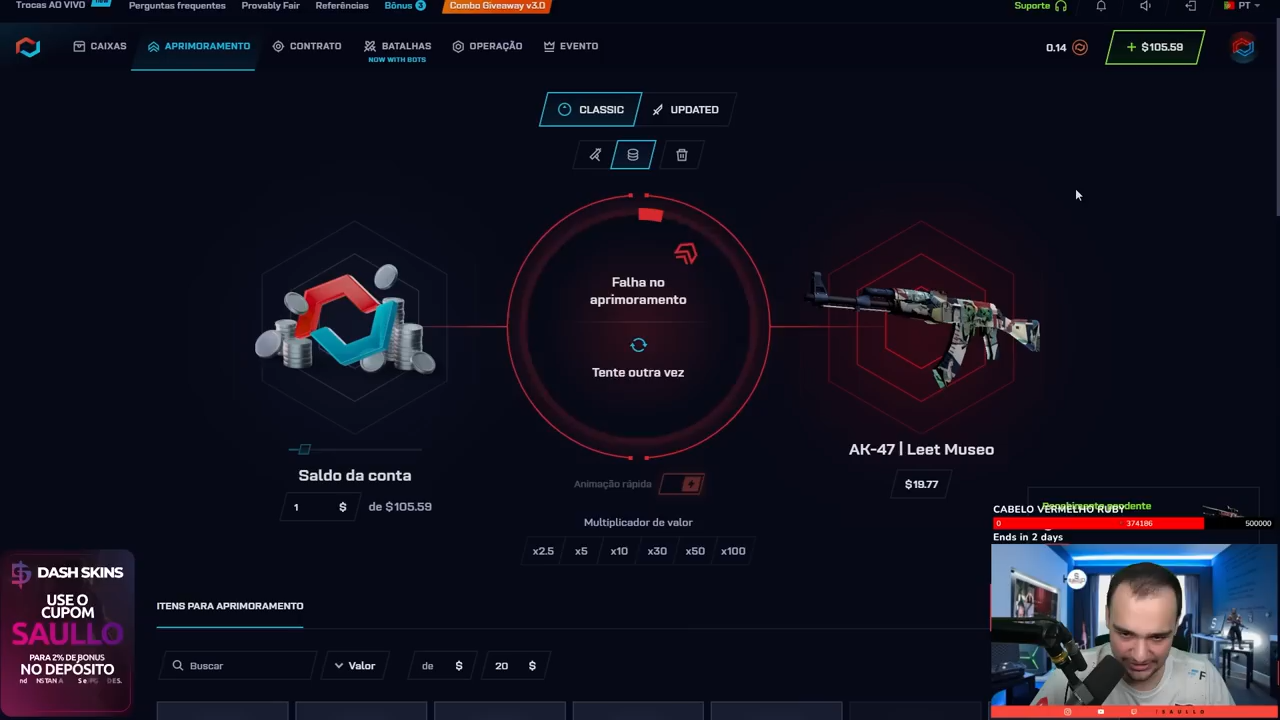 Trocas AO VIVO
Perguntas frequentes
Provably Fair
Referências
Bônus 3
Combo Giveaway v3.0
Suporte
PT
CAIXAS
APRIMORAMENTO
CONTRATO
BATALHAS
NOW WITH BOTS
OPERAÇÃO
EVENTO
0.14
+ $105.59
CLASSIC
UPDATED
Falha no
aprimoramento
Tente outra vez
AK-47 | Leet Museo
$19.77
Saldo da conta
1 $
de $105.59
Animação rápida
Multiplicador de valor
x2.5
x5
x10
x30
x50
x100
CABELO VERMELHO RUBY
0
374186
500000
Ends in 2 days
DASH SKINS
USE O
CUPOM
SAULLO
PARA 2% DE BONUS
NO DEPÓSITO
ITENS PARA APRIMORAMENTO
Buscar
Valor
de $
20 $
SAULLO